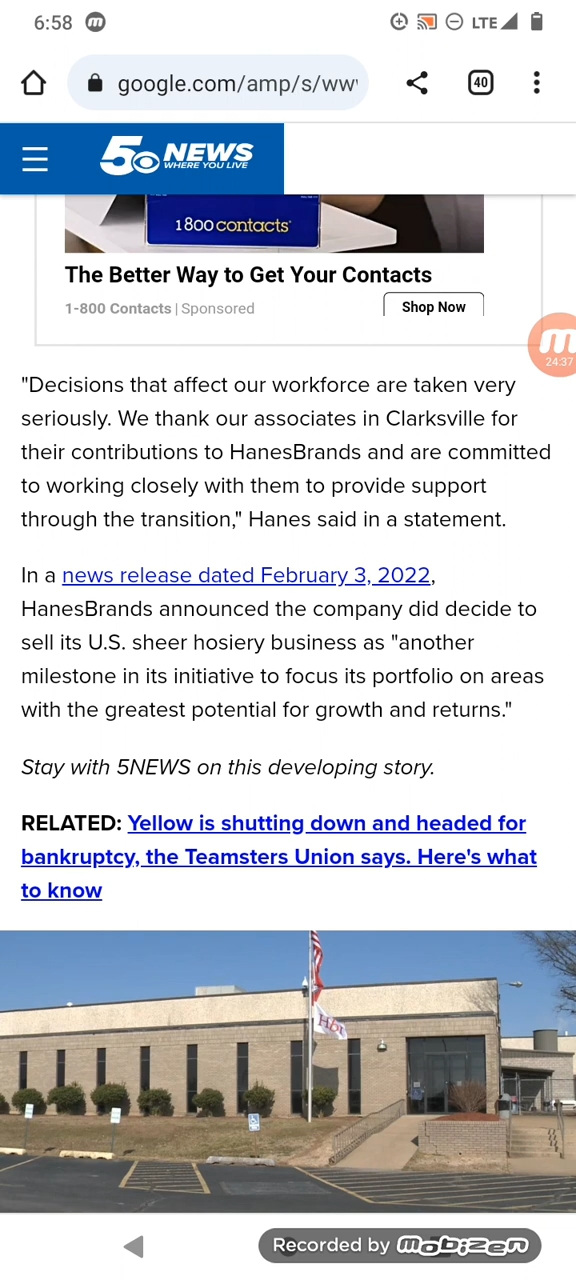 6:58
LTE
google.com/amp/s/ww
40
5 NEWS
WHERE YOU LIVE
1800contacts
The Better Way to Get Your Contacts
1-800 Contacts | Sponsored
Shop Now
24:37
"Decisions that affect our workforce are taken very
seriously. We thank our associates in Clarksville for
their contributions to HanesBrands and are committed
to working closely with them to provide support
through the transition," Hanes said in a statement.
In a news release dated February 3, 2022,
HanesBrands announced the company did decide to
sell its U.S. sheer hosiery business as "another
milestone in its initiative to focus its portfolio on areas
with the greatest potential for growth and returns."
Stay with 5NEWS on this developing story.
RELATED: Yellow is shutting down and headed for
bankruptcy, the Teamsters Union says. Here's what
to know
Recorded by mobizen